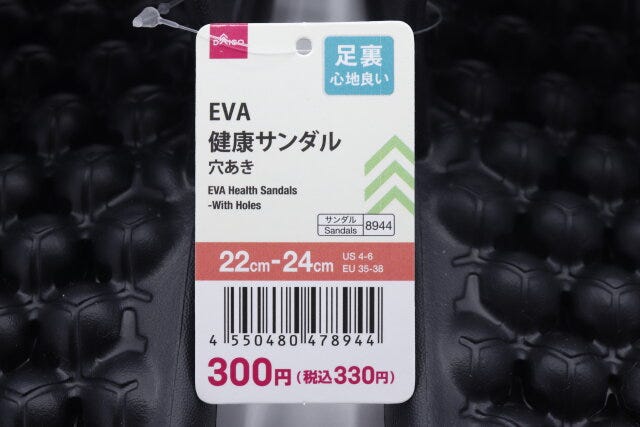 DAISO
足裏
心地良い
EVA
健康サンダル
穴あき
EVA Health Sandals
-With Holes
サンダル
Sandals
8944
22cm-24cm
US 4-6
EU 35-38
4 550480 478944
300円(税込330円)